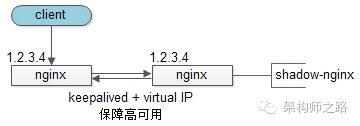 client
1.2.3.4
1.2.3.4
nginx
nginx
shadow-nginx
keepalived + virtual IP
保障高可用
架构师之路